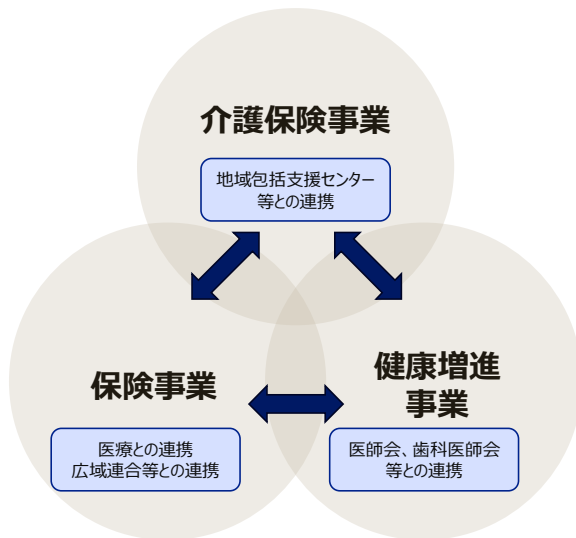 介護保険事業
地域包括支援センター
等との連携
保険事業
医療との連携
広域連合等との連携
健康増進
事業
医師会、歯科医師会
等との連携